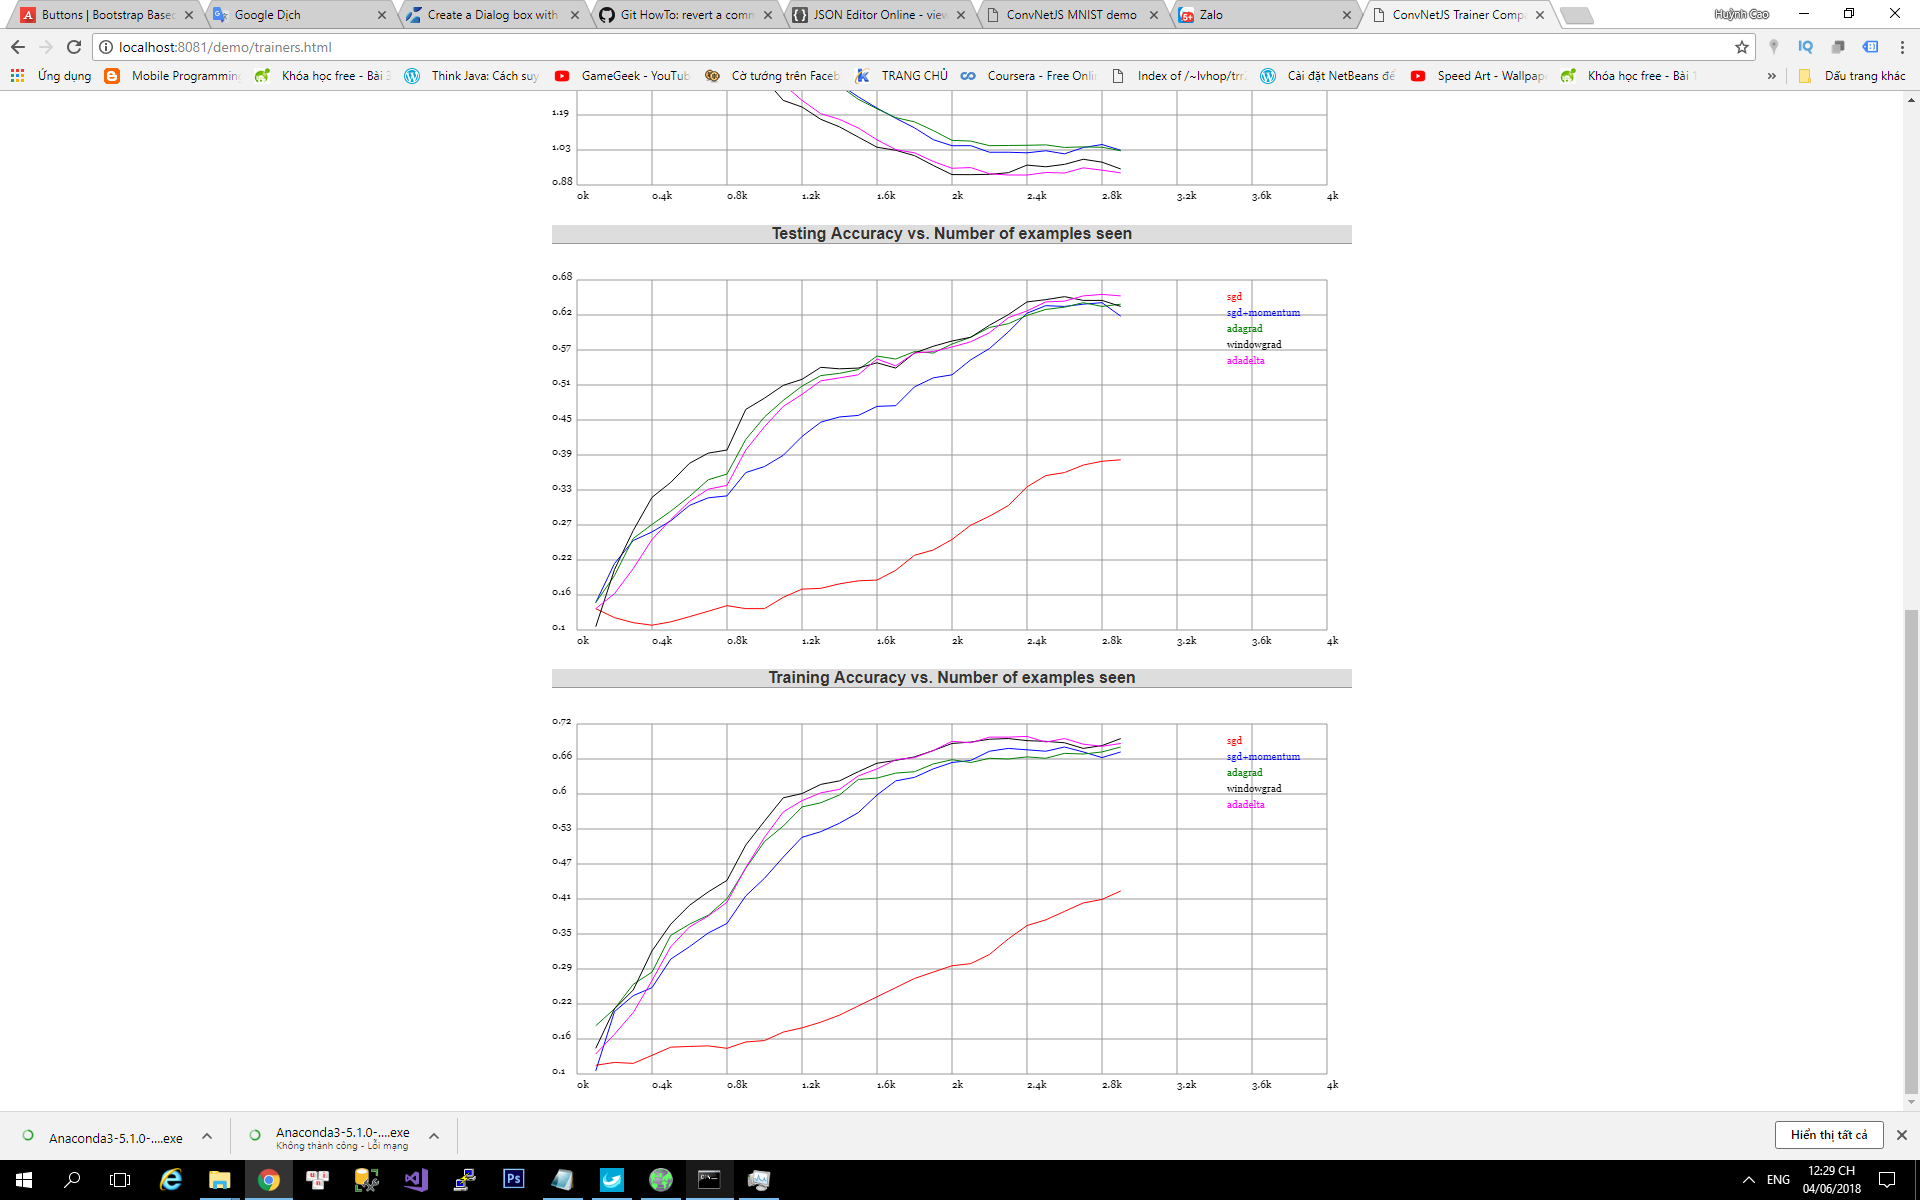 Buttons | Bootstrap Based
Google Dịch
Create a Dialog box with
Git HowTo: revert a comm
JSON Editor Online - view
ConvNetJS MNIST demo
Zalo
ConvNetJS Trainer Comp
Huỳnh Cao
localhost:8081/demo/trainers.html
Ứng dụng
Mobile Programming
Khóa học free - Bài 3
Think Java: Cách suy
GameGeek - YouTub
Cờ tướng trên Faceb
TRANG CHỦ
Coursera - Free Onli
Index of /~lvhop/trr
Cài đặt NetBeans để
Speed Art - Wallpape
Khóa học free - Bài 1
»
Dấu trang khác
1.19
1.03
0.88
0k 0.4k 0.8k 1.2k 1.6k 2k 2.4k 2.8k 3.2k 3.6k 4k
Testing Accuracy vs. Number of examples seen
0.68
0.62
0.57
0.51
0.45
0.39
0.33
0.27
0.22
0.16
0.1
sgd
sgd+momentum
adagrad
windowgrad
adadelta
0k 0.4k 0.8k 1.2k 1.6k 2k 2.4k 2.8k 3.2k 3.6k 4k
Training Accuracy vs. Number of examples seen
0.72
0.66
0.6
0.53
0.47
0.41
0.35
0.29
0.22
0.16
0.1
sgd
sgd+momentum
adagrad
windowgrad
adadelta
0k 0.4k 0.8k 1.2k 1.6k 2k 2.4k 2.8k 3.2k 3.6k 4k
Anaconda3-5.1.0-....exe
Anaconda3-5.1.0-....exe
Không thành công - Lỗi mạng
Hiển thị tất cả
ENG
12:29 CH
04/06/2018